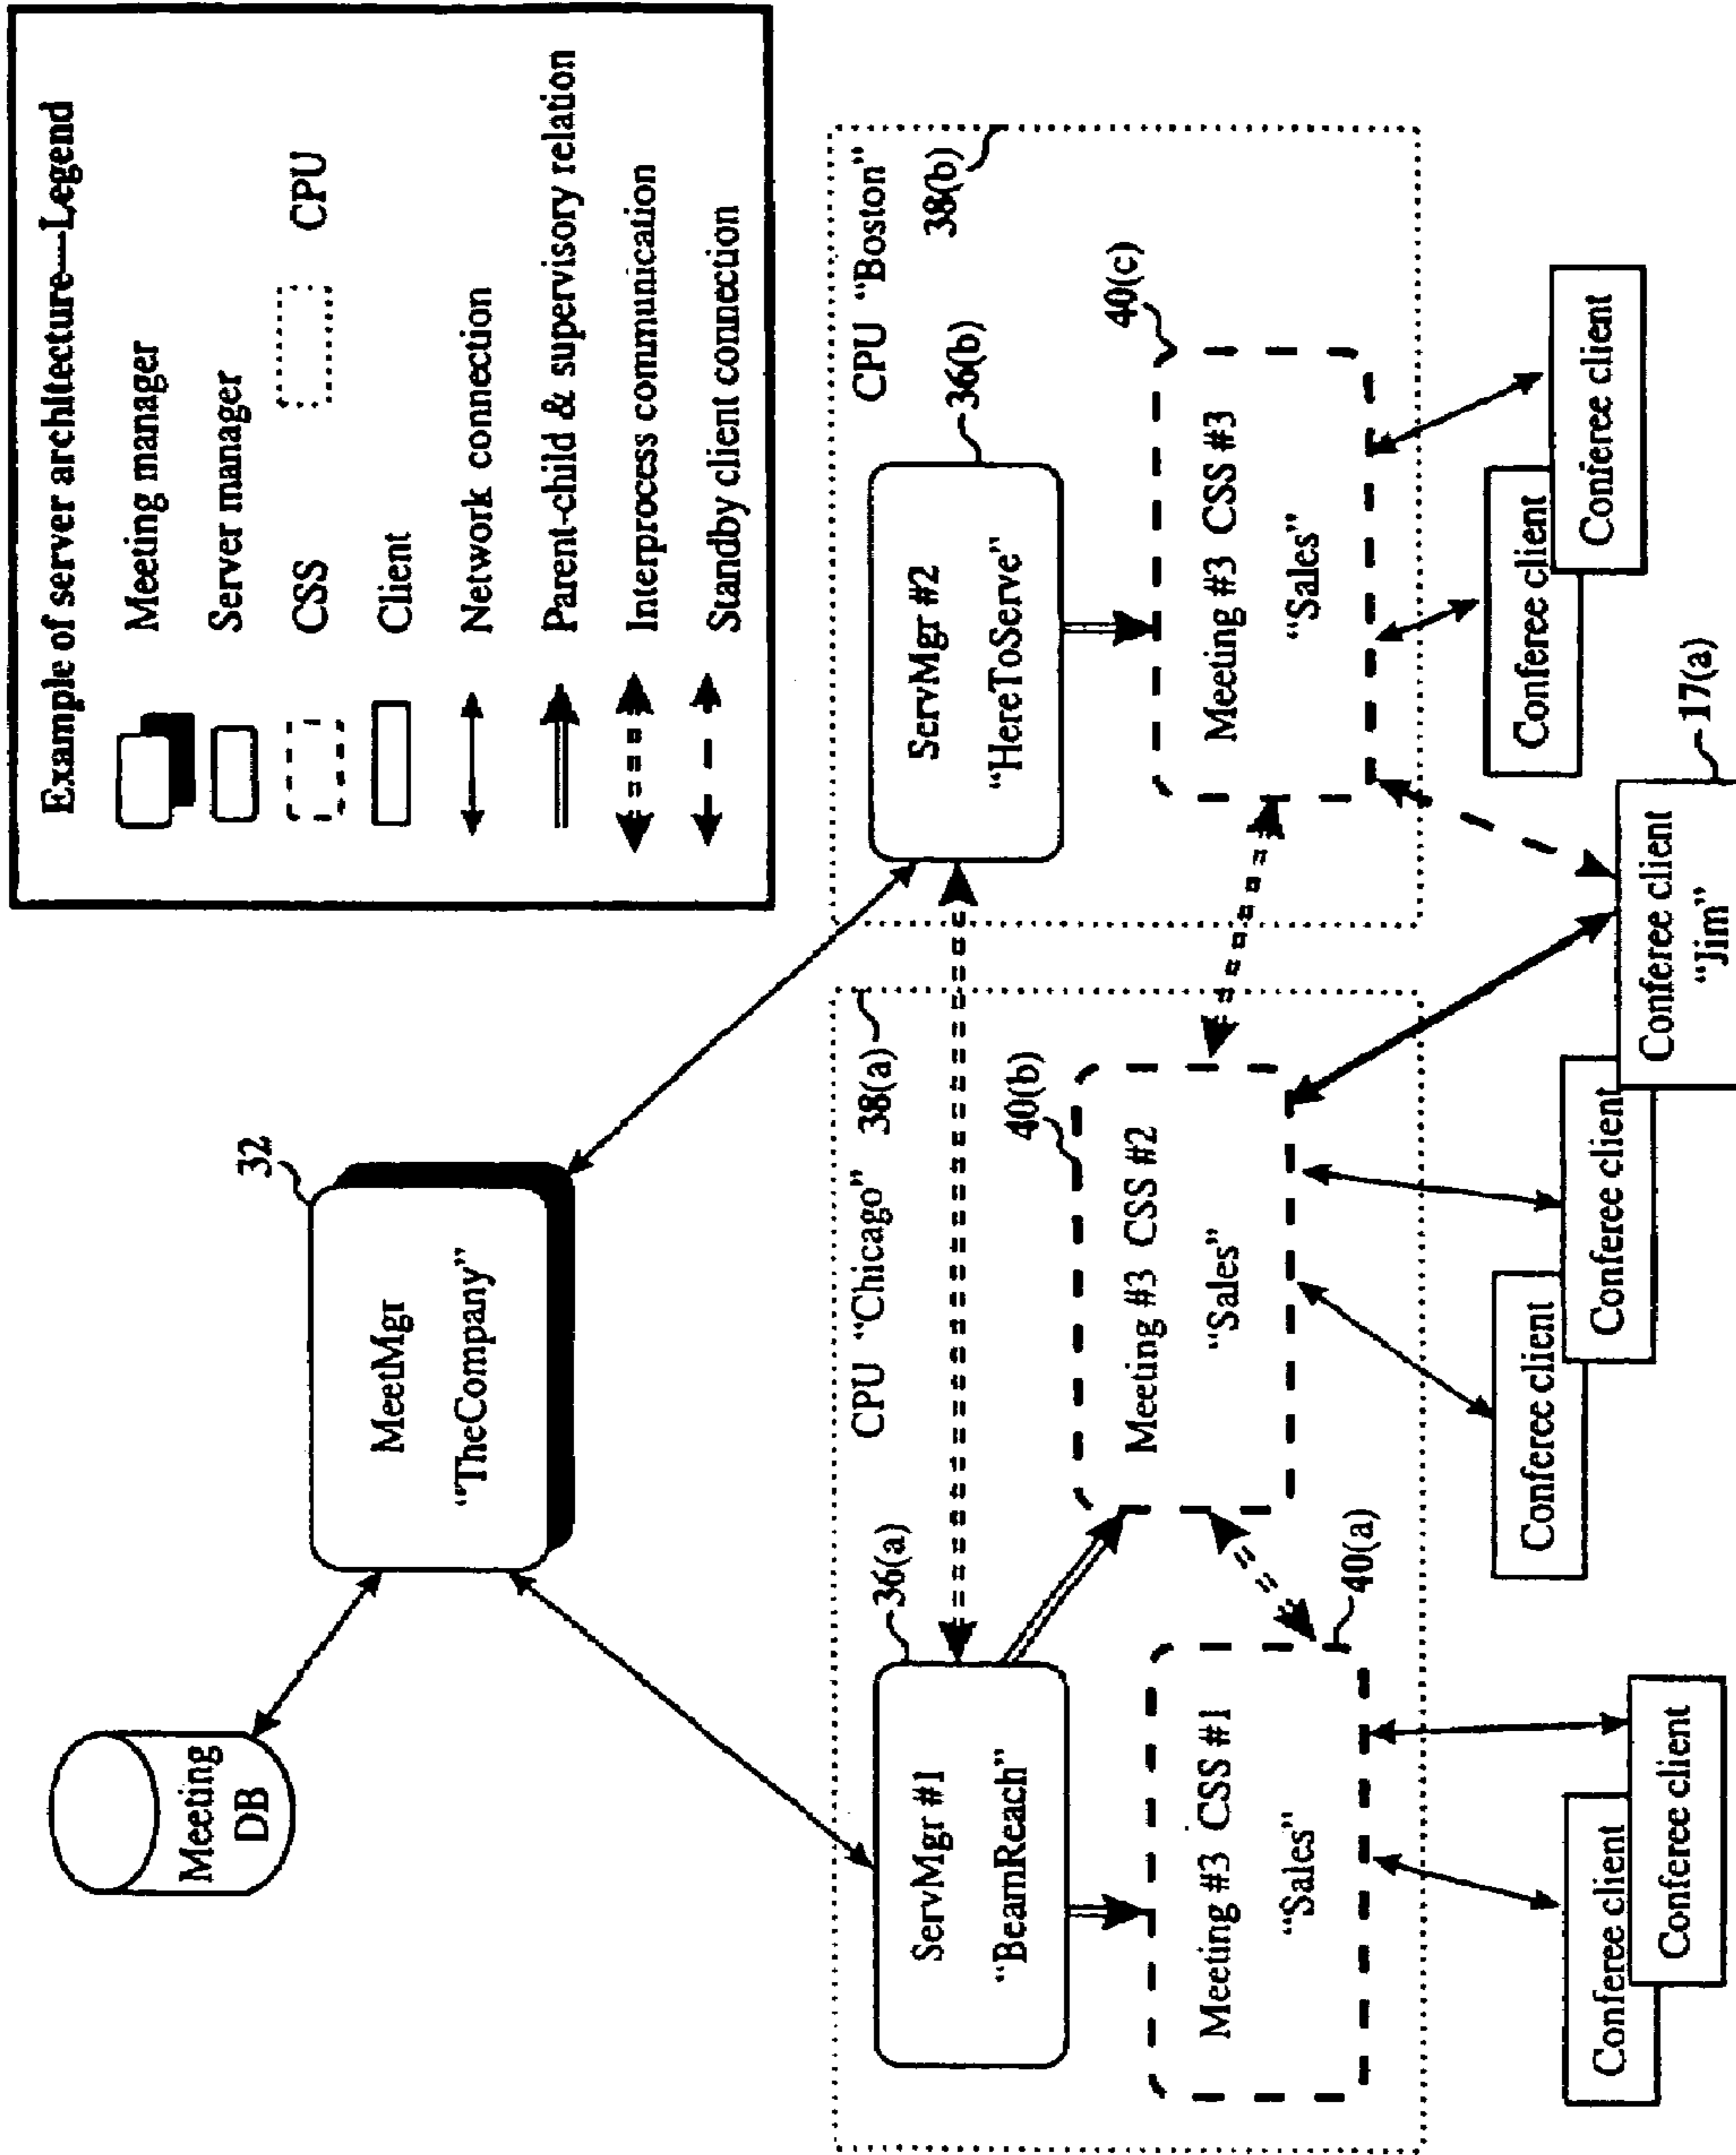 Example of server architecture—Legend
Meeting manager
Server manager
CSS
CPU
Client
Network connection
Parent-child & supervisory relation
Interprocess communication
Standby client connection
Meeting
DB
32
MeetMgr
“TheCompany”
CPU “Chicago”
38(a)
36(a)
ServMgr #1
“BeamReach”
40(b)
Meeting #3 CSS #2
“Sales”
Meeting #3 CSS #1
“Sales”
40(a)
CPU “Boston”
38(b)
36(b)
ServMgr #2
“HereToServe”
40(c)
Meeting #3 CSS #3
“Sales”
Conferee client
Conferee client
Conferee client
Conferee client
Conferee client
“Jim”
17(a)
Conferee client
Conferee client